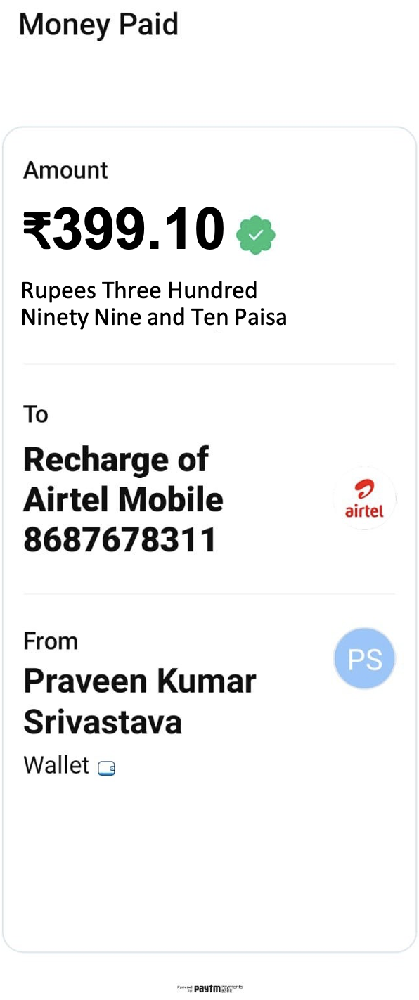 Money Paid
Amount
₹399.10
Rupees Three Hundred
Ninety Nine and Ten Paisa
To
Recharge of
Airtel Mobile
8687678311
airtel
From
PS
Praveen Kumar
Srivastava
Wallet
Powered by paytm Payments Bank